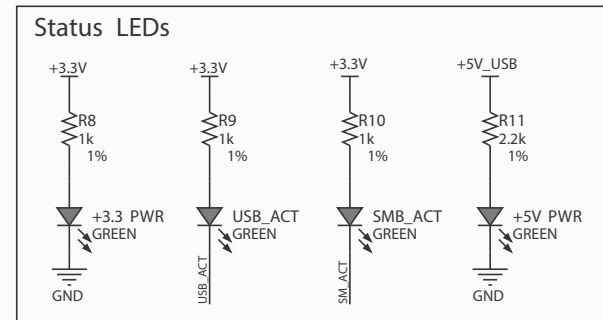 Status LEDs
+3.3V
R8
1k
1%
+3.3 PWR
GREEN
GND
+3.3V
R9
1k
1%
USB_ACT
GREEN
USB_ACT
+3.3V
R10
1k
1%
SMB_ACT
GREEN
SM_ACT
+5V_USB
R11
2.2k
1%
+5V PWR
GREEN
GND